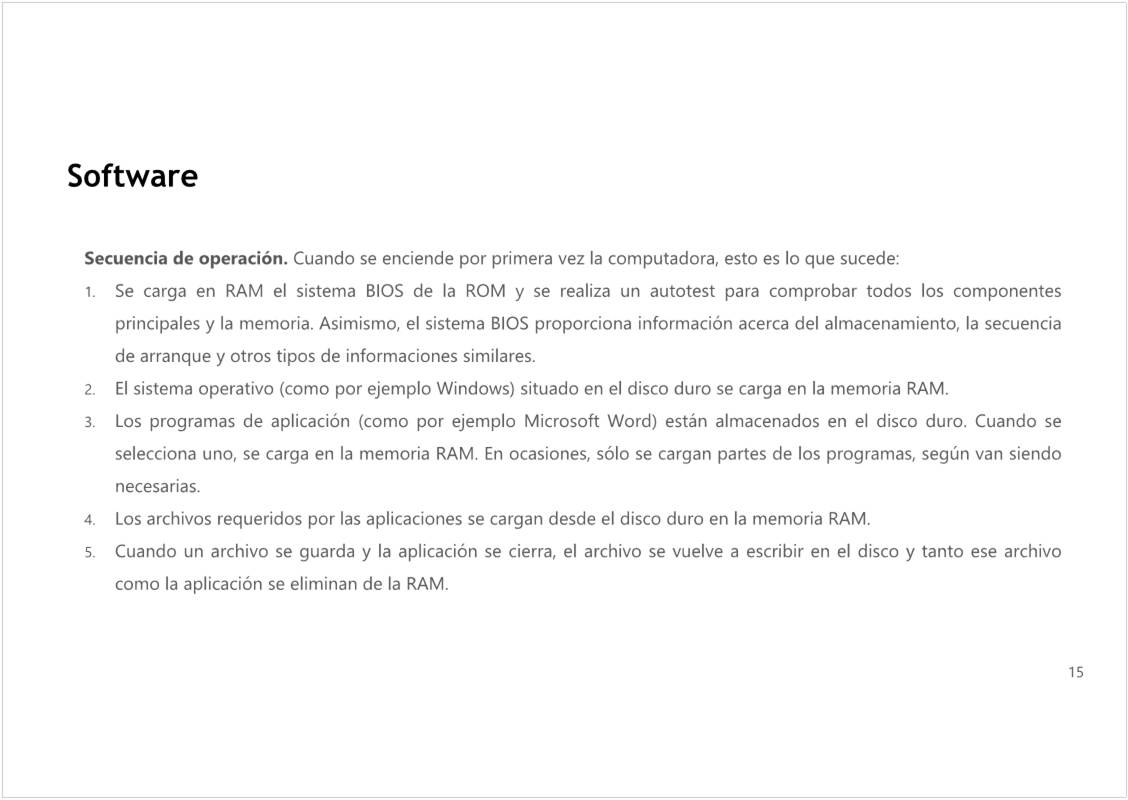 Software
Secuencia de operación. Cuando se enciende por primera vez la computadora, esto es lo que sucede:
1. Se carga en RAM el sistema BIOS de la ROM y se realiza un autotest para comprobar todos los componentes
principales y la memoria. Asimismo, el sistema BIOS proporciona información acerca del almacenamiento, la secuencia
de arranque y otros tipos de informaciones similares.
2. El sistema operativo (como por ejemplo Windows) situado en el disco duro se carga en la memoria RAM.
3. Los programas de aplicación (como por ejemplo Microsoft Word) están almacenados en el disco duro. Cuando se
selecciona uno, se carga en la memoria RAM. En ocasiones, sólo se cargan partes de los programas, según van siendo
necesarias.
4. Los archivos requeridos por las aplicaciones se cargan desde el disco duro en la memoria RAM.
5. Cuando un archivo se guarda y la aplicación se cierra, el archivo se vuelve a escribir en el disco y tanto ese archivo
como la aplicación se eliminan de la RAM.
15